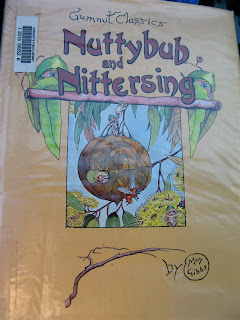 Gumnut Classics
Nuttybub
and
Nittersing
by May
Gibbs